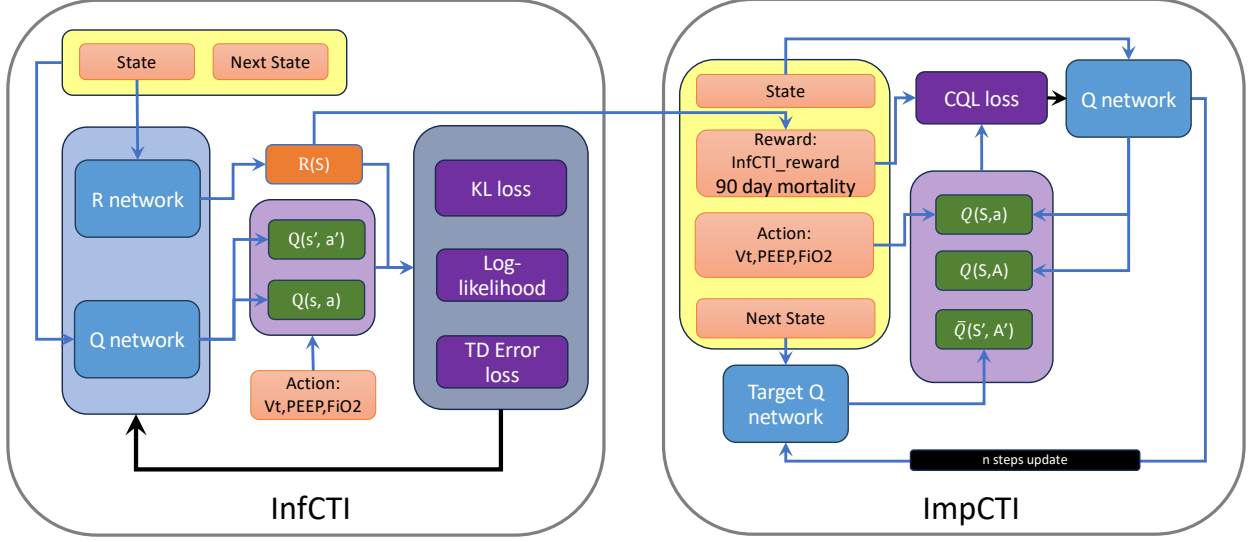 State
Next State
R network
R(S)
Q(s’, a’)
Q(s, a)
Q network
Action:
Vt,PEEP,FiO2
KL loss
Log-
likelihood
TD Error
loss
InfCTI
State
Reward:
InfCTI_reward
90 day mortality
Action:
Vt,PEEP,FiO2
Next State
CQL loss
Q network
Q(S,a)
Q(S,A)
Q̄(S’, A’)
Target Q
network
n steps update
ImpCTI